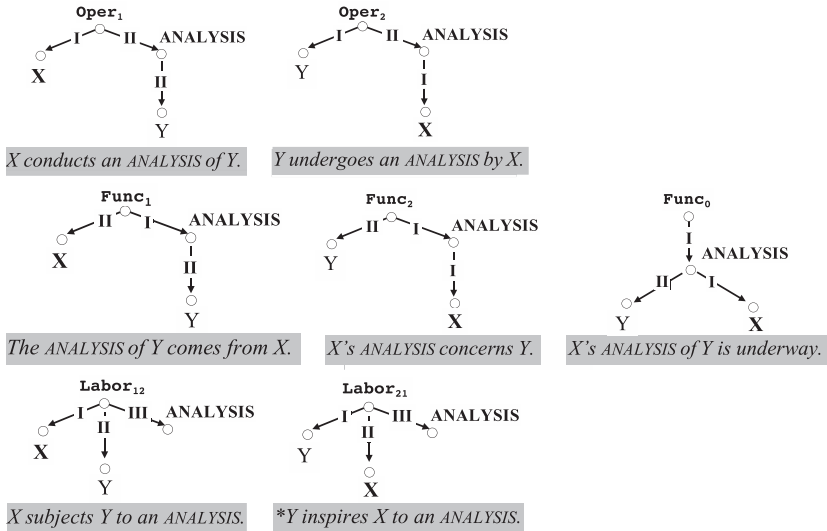 Oper₁
I II ANALYSIS
X
II
Y
X conducts an ANALYSIS of Y.
Oper₂
I II ANALYSIS
Y
I
X
Y undergoes an ANALYSIS by X.
Func₁
II I ANALYSIS
X
II
Y
The ANALYSIS of Y comes from X.
Func₂
II I ANALYSIS
Y
I
X
X's ANALYSIS concerns Y.
Func₀
I
ANALYSIS
II I
Y X
X's ANALYSIS of Y is underway.
Labor₁₂
I II III ANALYSIS
X
Y
X subjects Y to an ANALYSIS.
Labor₂₁
I II III ANALYSIS
Y
X
*Y inspires X to an ANALYSIS.